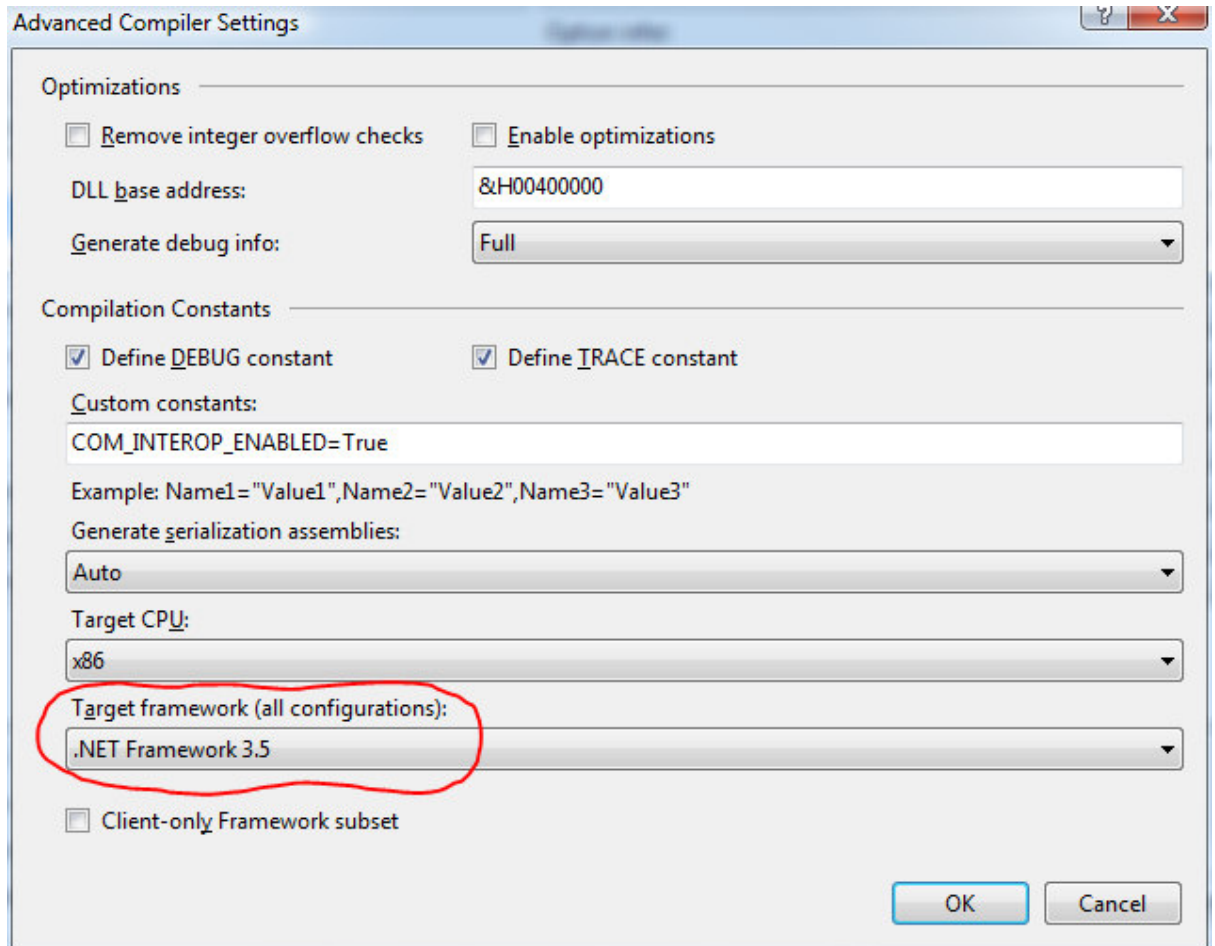 Advanced Compiler Settings
Optimizations
Remove integer overflow checks
Enable optimizations
DLL base address:
&H00400000
Generate debug info:
Full
Compilation Constants
Define DEBUG constant
Define TRACE constant
Custom constants:
COM_INTEROP_ENABLED=True
Example: Name1="Value1",Name2="Value2",Name3="Value3"
Generate serialization assemblies:
Auto
Target CPU:
x86
Target framework (all configurations):
.NET Framework 3.5
Client-only Framework subset
OK
Cancel